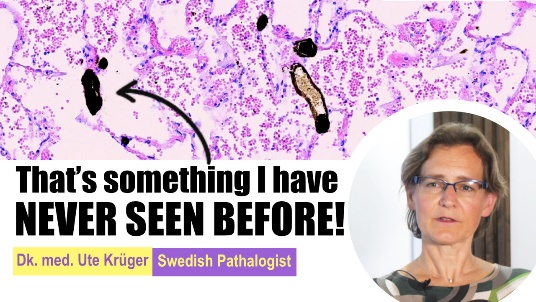 That's something I have
NEVER SEEN BEFORE!
Dk. med. Ute Krüger Swedish Pathalogist